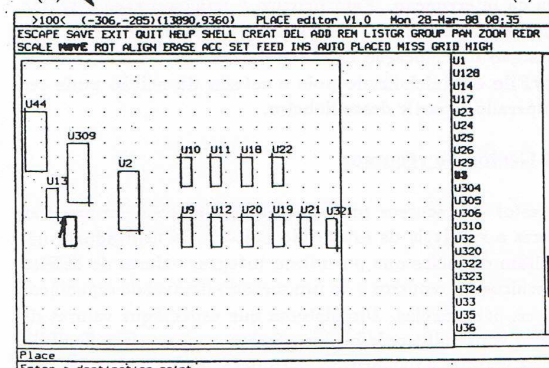 >100< (-306,-285)(13890,9360) PLACE editor V1.0 Mon 28-Mar-88 08:35
ESCAPE SAVE EXIT QUIT HELP SHELL CREAT DEL ADD REM LISTGR GROUP PAN ZOOM REDR
SCALE MOVE ROT ALIGN ERASE ACC SET FEED INS AUTO PLACED MISS GRID HIGH
U44
U309
U13
U2
U10 U11 U18 U22
U9 U12 U20 U19 U21 U321
U1
U128
U14
U17
U23
U24
U25
U26
U29
U304
U305
U306
U310
U32
U320
U322
U323
U324
U33
U35
U36
Place
Enter a destination point